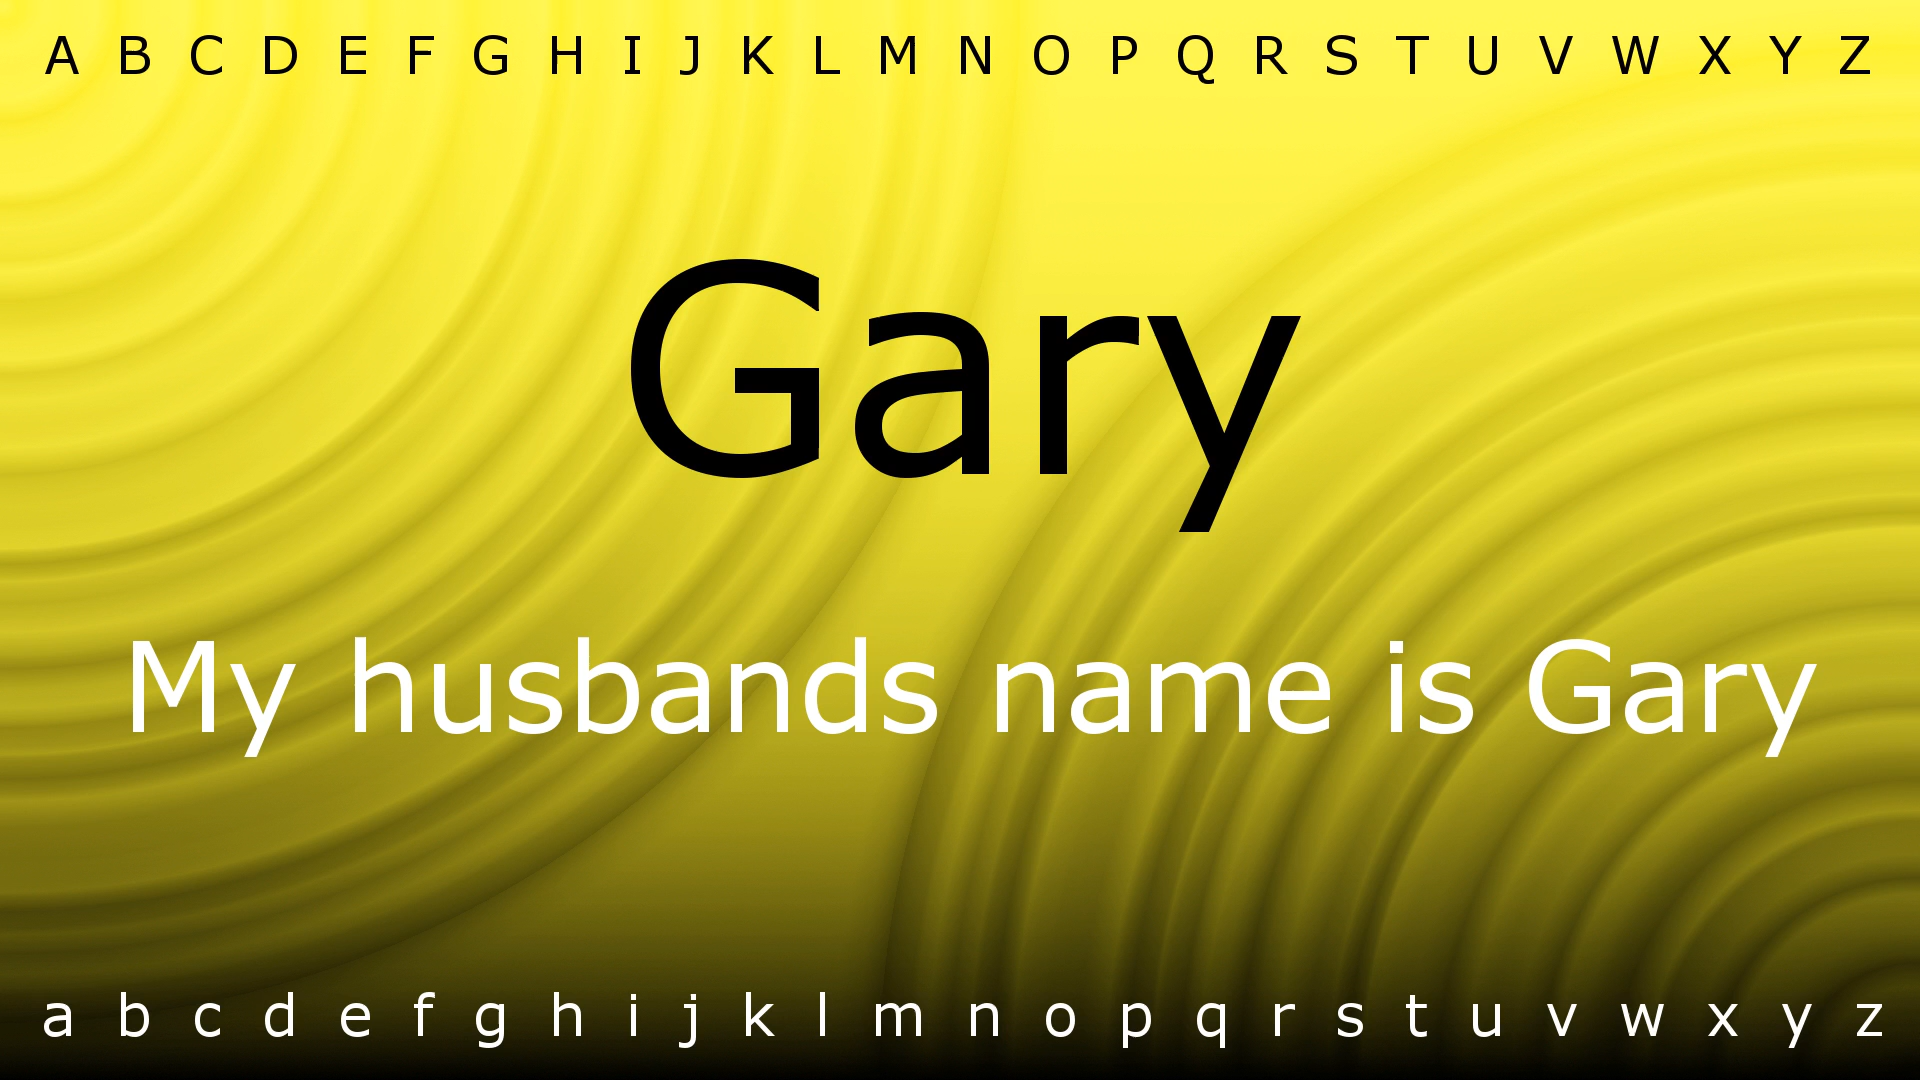 A B C D E F G H I J K L M N O P Q R S T U V W X Y Z
Gary
My husbands name is Gary
a b c d e f g h i j k l m n o p q r s t u v w x y z